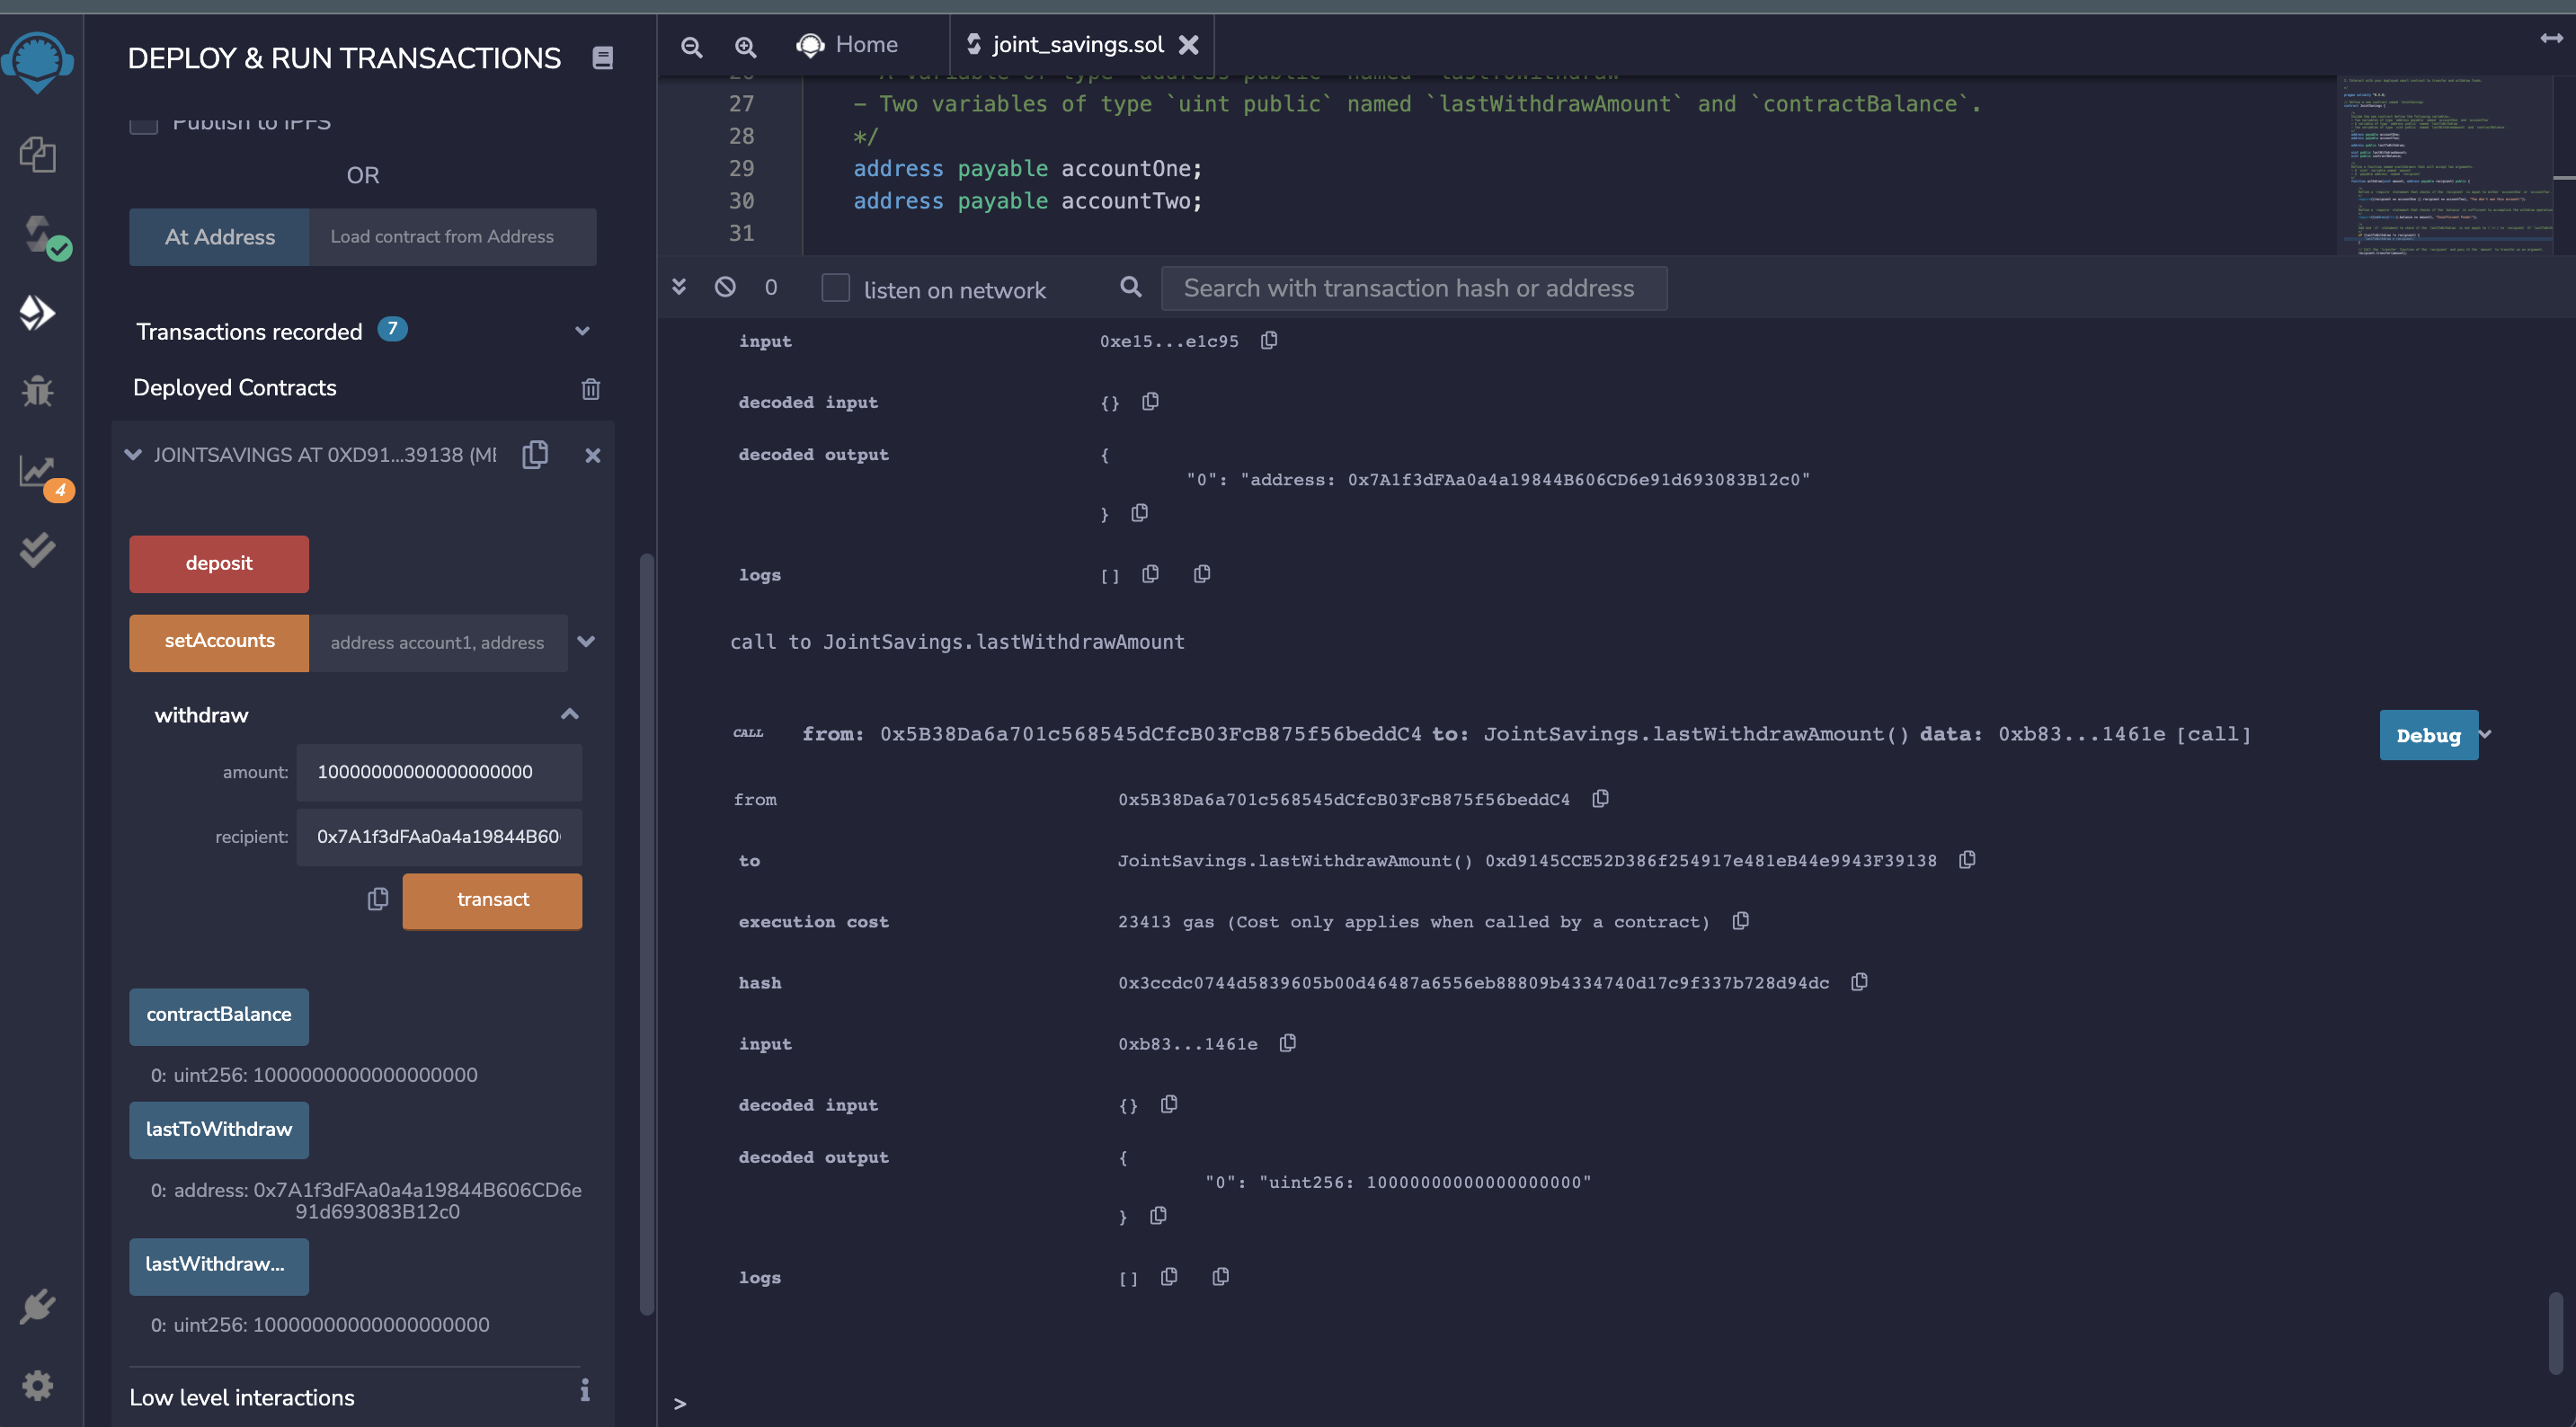 DEPLOY & RUN TRANSACTIONS
Publish to IPFS
OR
At Address Load contract from Address
Transactions recorded 7
Deployed Contracts
JOINTSAVINGS AT 0XD91...39138 (ME
4
deposit
setAccounts address account1, address
withdraw
amount: 10000000000000000000
recipient: 0x7A1f3dFAa0a4a19844B60
transact
contractBalance
0: uint256: 1000000000000000000
lastToWithdraw
0: address: 0x7A1f3dFAa0a4a19844B606CD6e
91d693083B12c0
lastWithdraw...
0: uint256: 10000000000000000000
Low level interactions
i
Home joint_savings.sol
26 - A variable of type `address public` named `lastToWithdraw`
27 - Two variables of type `uint public` named `lastWithdrawAmount` and `contractBalance`.
28 */
29 address payable accountOne;
30 address payable accountTwo;
31
0 listen on network Search with transaction hash or address
input 0xe15...e1c95
decoded input {}
decoded output {
"0": "address: 0x7A1f3dFAa0a4a19844B606CD6e91d693083B12c0"
}
logs []
call to JointSavings.lastWithdrawAmount
CALL from: 0x5B38Da6a701c568545dCfcB03FcB875f56beddC4 to: JointSavings.lastWithdrawAmount() data: 0xb83...1461e [call]
Debug
from 0x5B38Da6a701c568545dCfcB03FcB875f56beddC4
to JointSavings.lastWithdrawAmount() 0xd9145CCE52D386f254917e481eB44e9943F39138
execution cost 23413 gas (Cost only applies when called by a contract)
hash 0x3ccdc0744d5839605b00d46487a6556eb88809b4334740d17c9f337b728d94dc
input 0xb83...1461e
decoded input {}
decoded output {
"0": "uint256: 10000000000000000000"
}
logs []
>